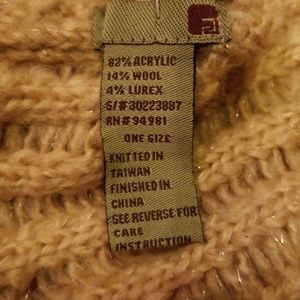 82% ACRYLIC
14% WOOL
4% LUREX
S/# 30223887
RN# 94981
ONE SIZE
KNITTED IN
TAIWAN
FINISHED IN
CHINA
SEE REVERSE FOR
CARE
INSTRUCTION